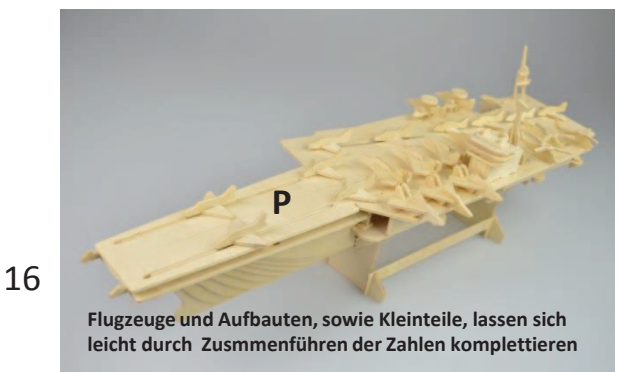 P
16
Flugzeuge und Aufbauten, sowie Kleinteile, lassen sich
leicht durch Zusmmenführen der Zahlen komplettieren